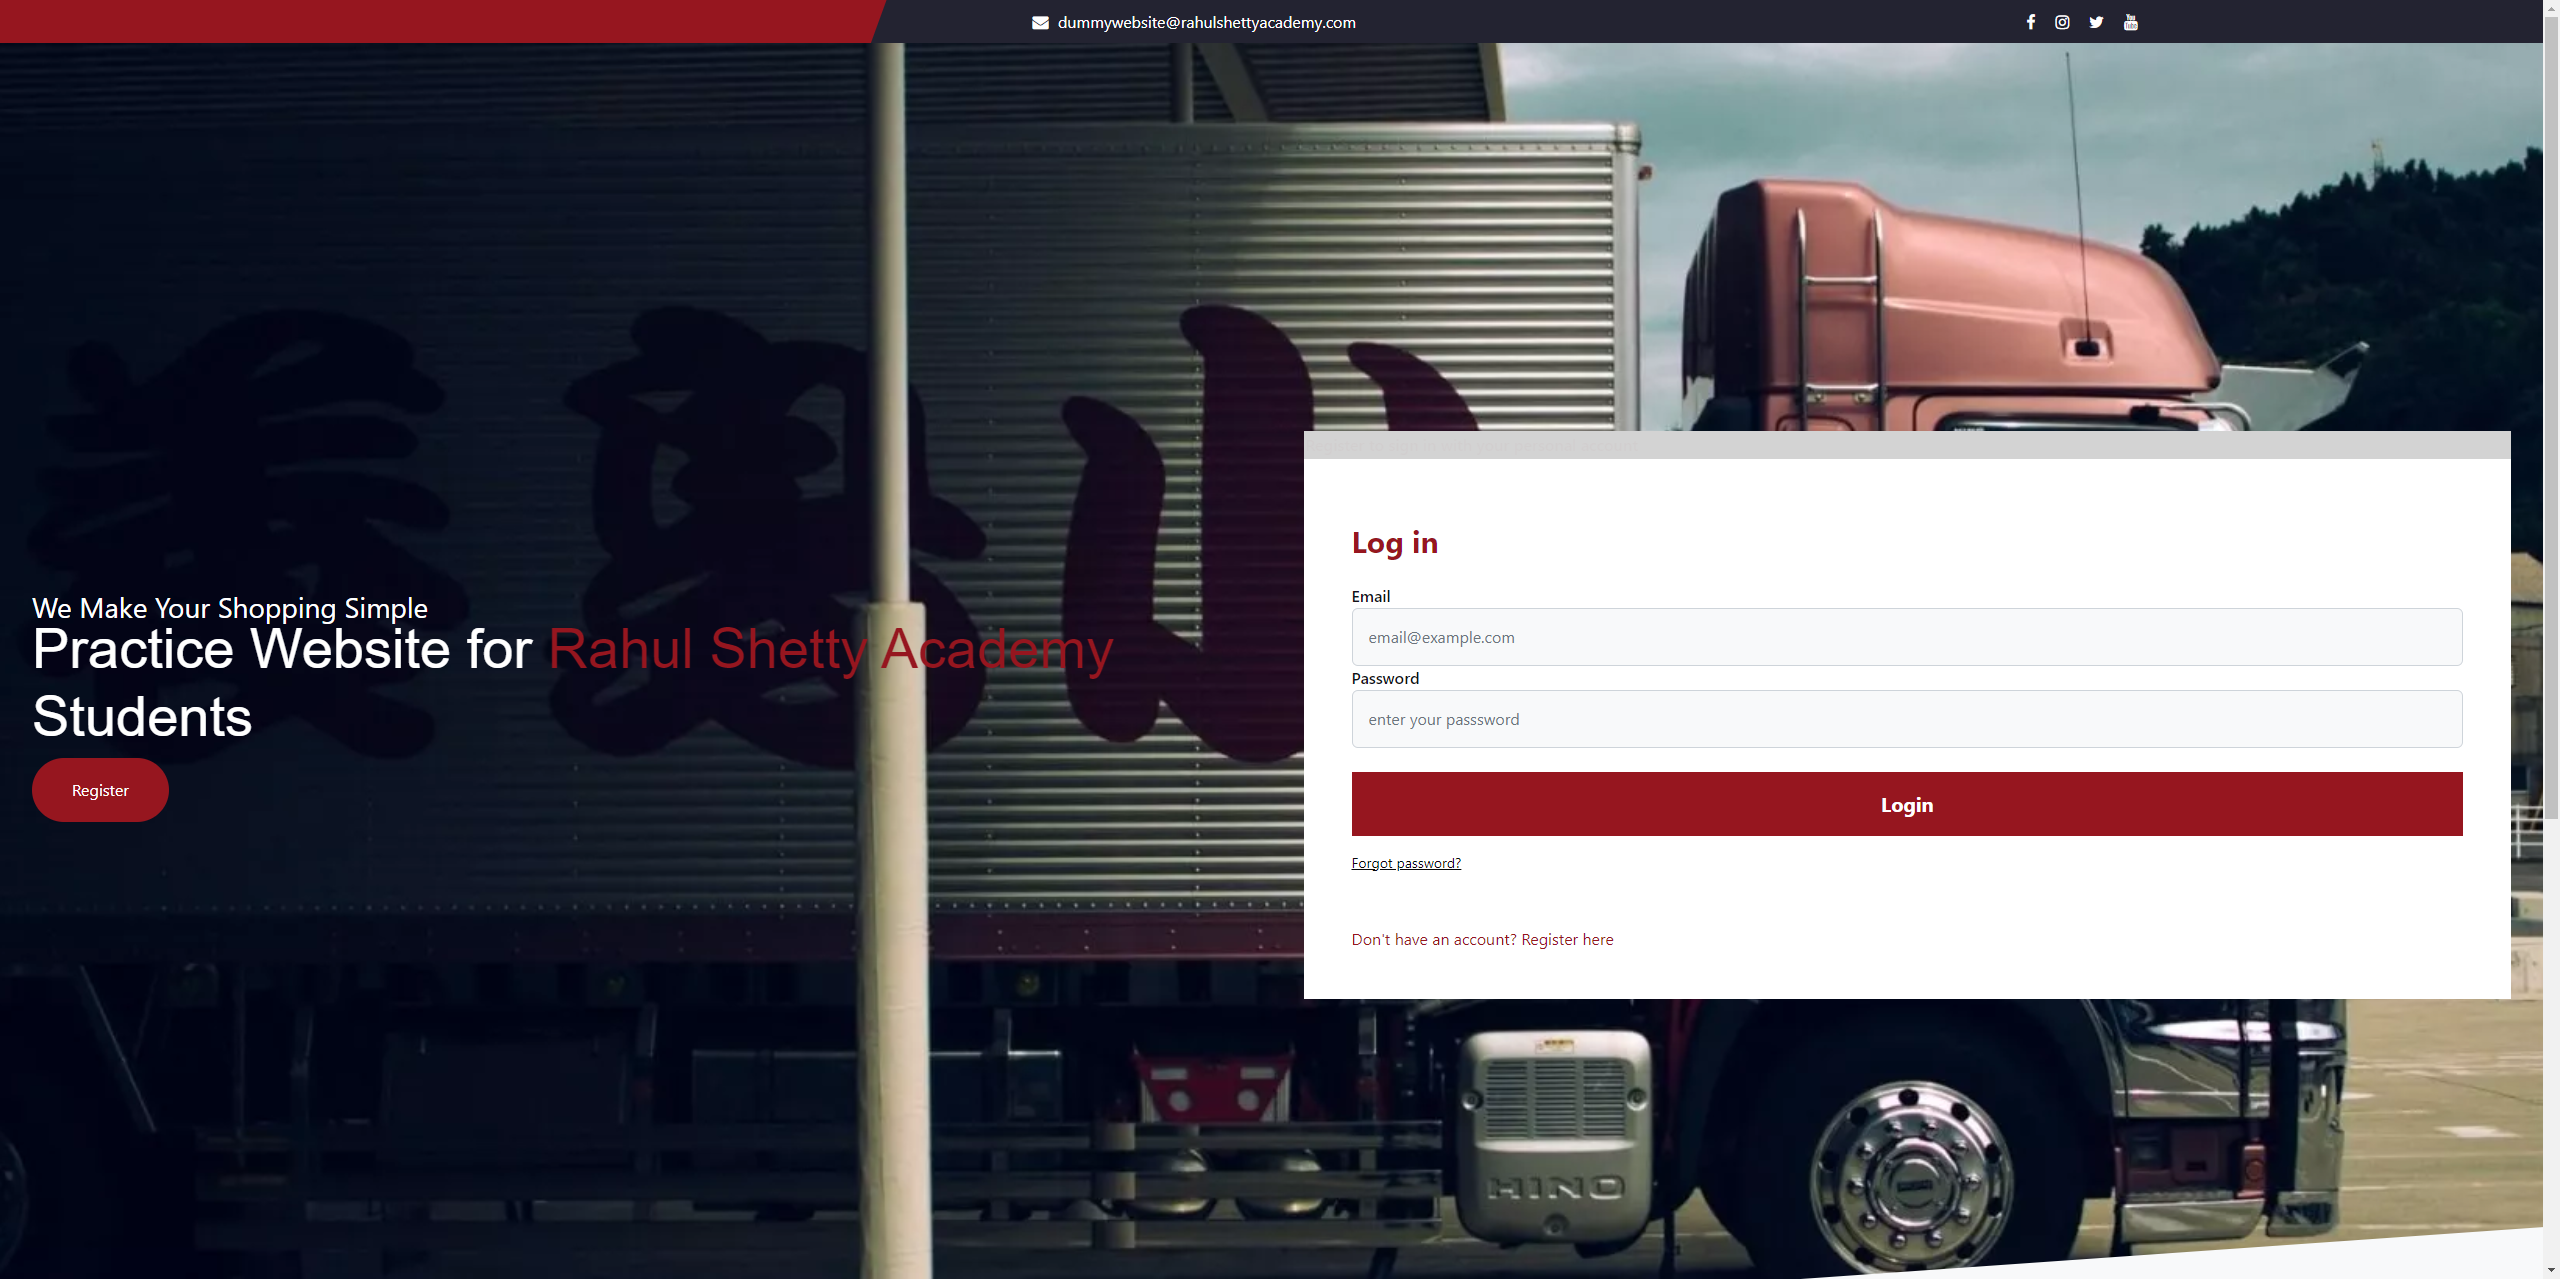 dummywebsite@rahulshettyacademy.com
We Make Your Shopping Simple
Practice Website for Rahul Shetty Academy
Students
Register
Log in
Email
email@example.com
Password
enter your passsword
Login
Forgot password?
Don't have an account? Register here
HINO